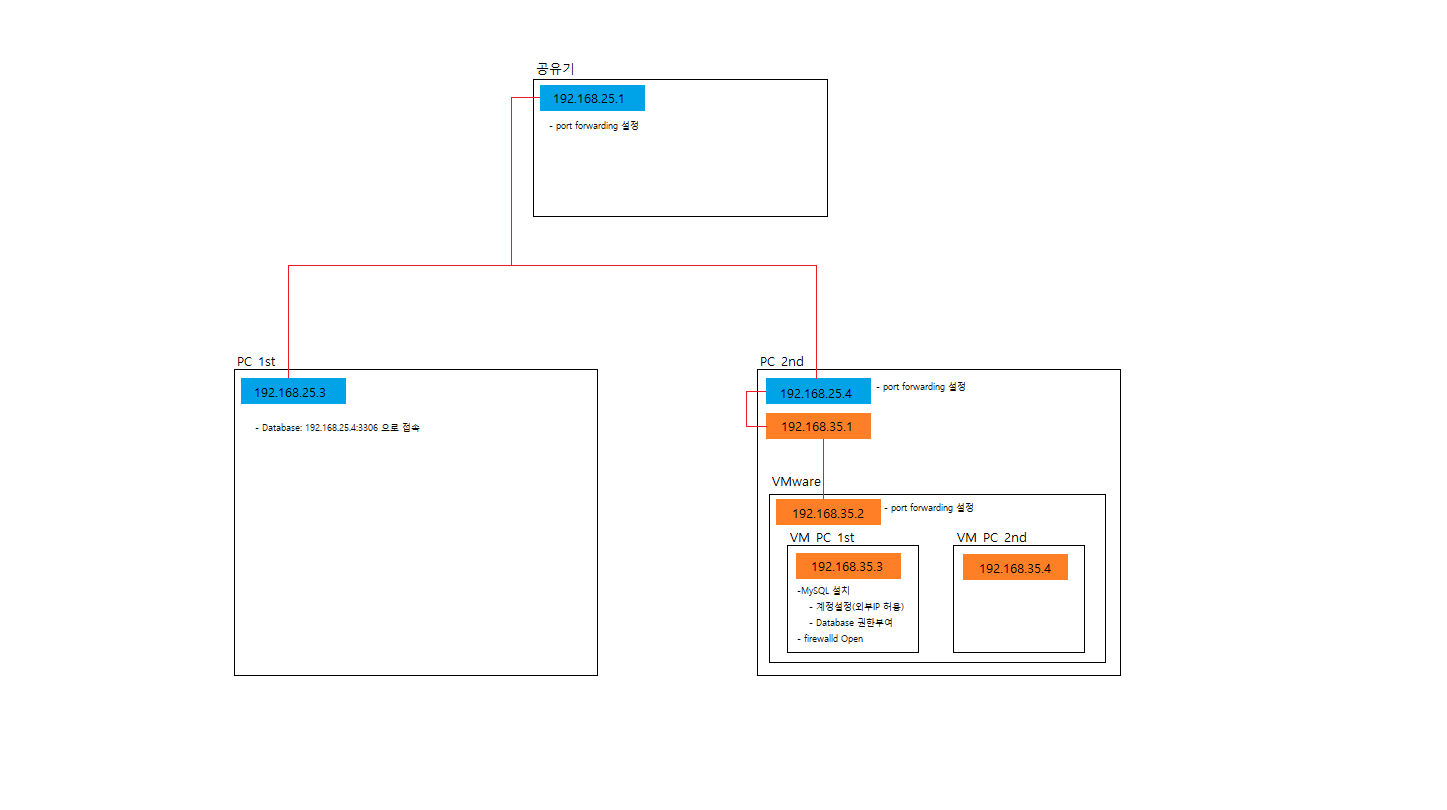 공유기
192.168.25.1
- port forwarding 설정
PC 1st
192.168.25.3
- Database: 192.168.25.4:3306 으로 접속
PC 2nd
192.168.25.4
- port forwarding 설정
192.168.35.1
VMware
192.168.35.2
- port forwarding 설정
VM PC 1st
192.168.35.3
-MySQL 설치
- 계정설정(외부IP 허용)
- Database 권한부여
- firewalld Open
VM PC 2nd
192.168.35.4